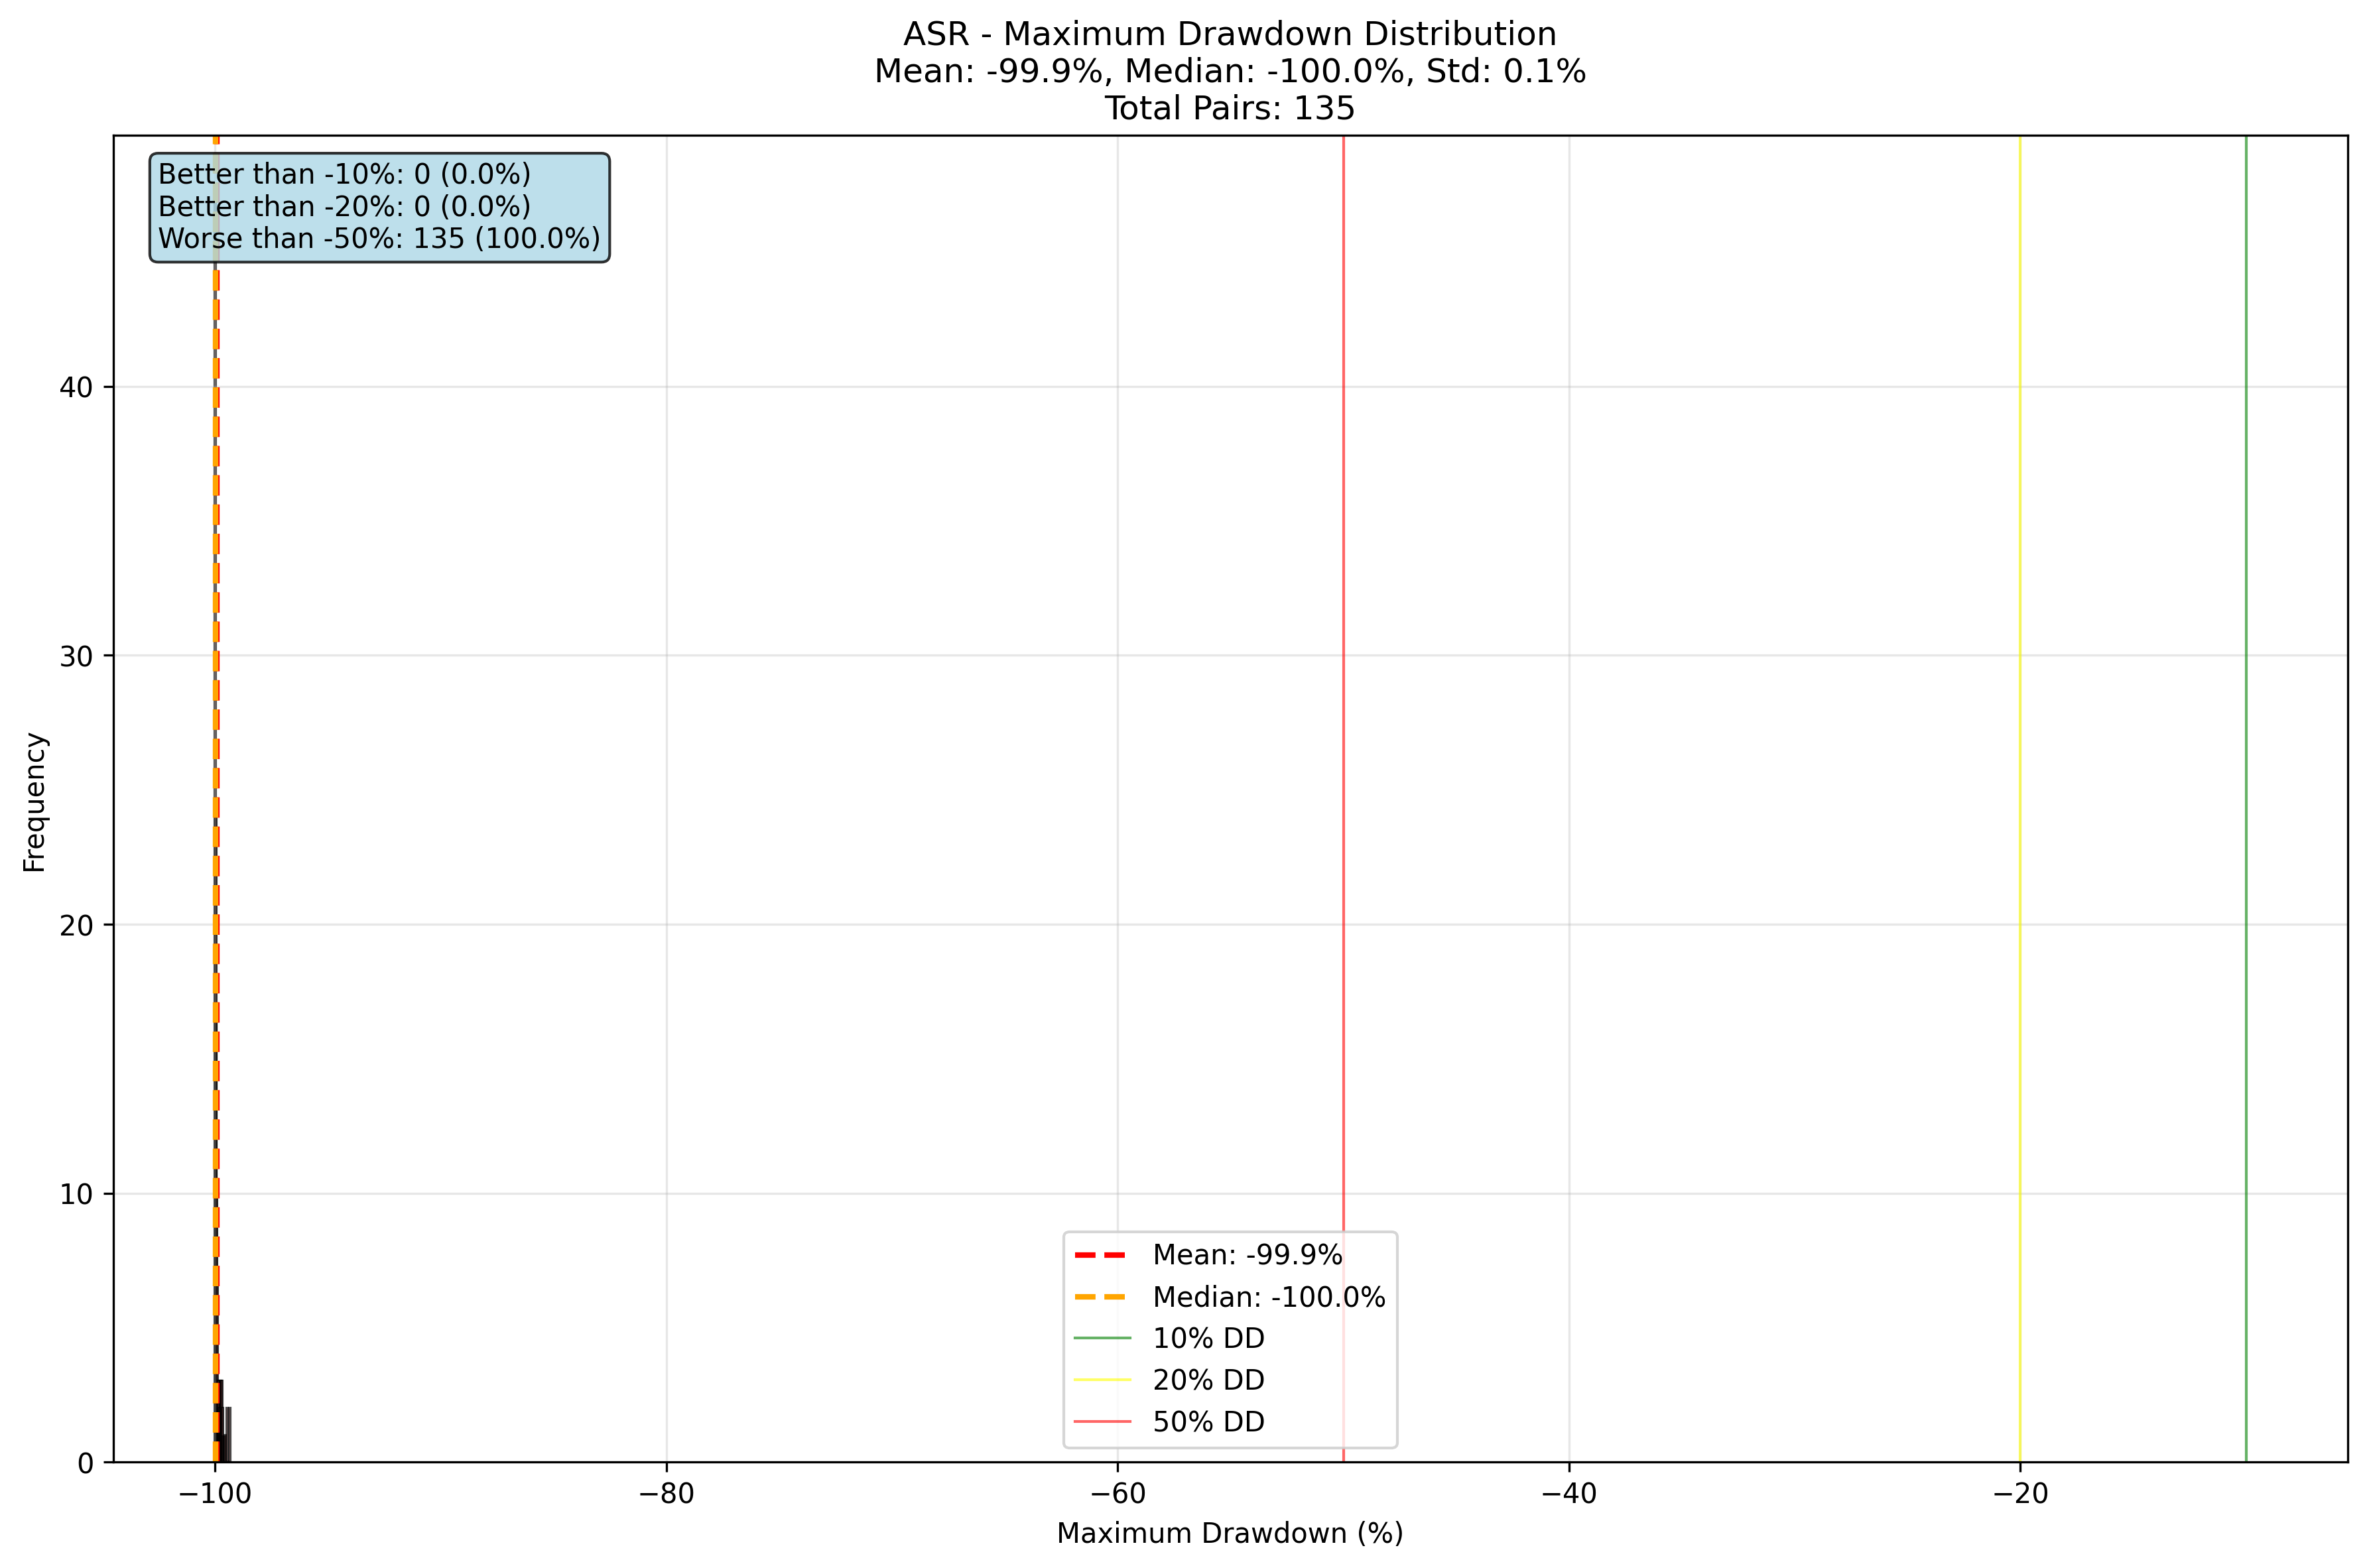 ASR - Maximum Drawdown Distribution
Mean: -99.9%, Median: -100.0%, Std: 0.1%
Total Pairs: 135
Better than -10%: 0 (0.0%)
Better than -20%: 0 (0.0%)
Worse than -50%: 135 (100.0%)
Frequency
40
30
20
10
0
Mean: -99.9%
Median: -100.0%
10% DD
20% DD
50% DD
−100
−80
−60
−40
−20
Maximum Drawdown (%)